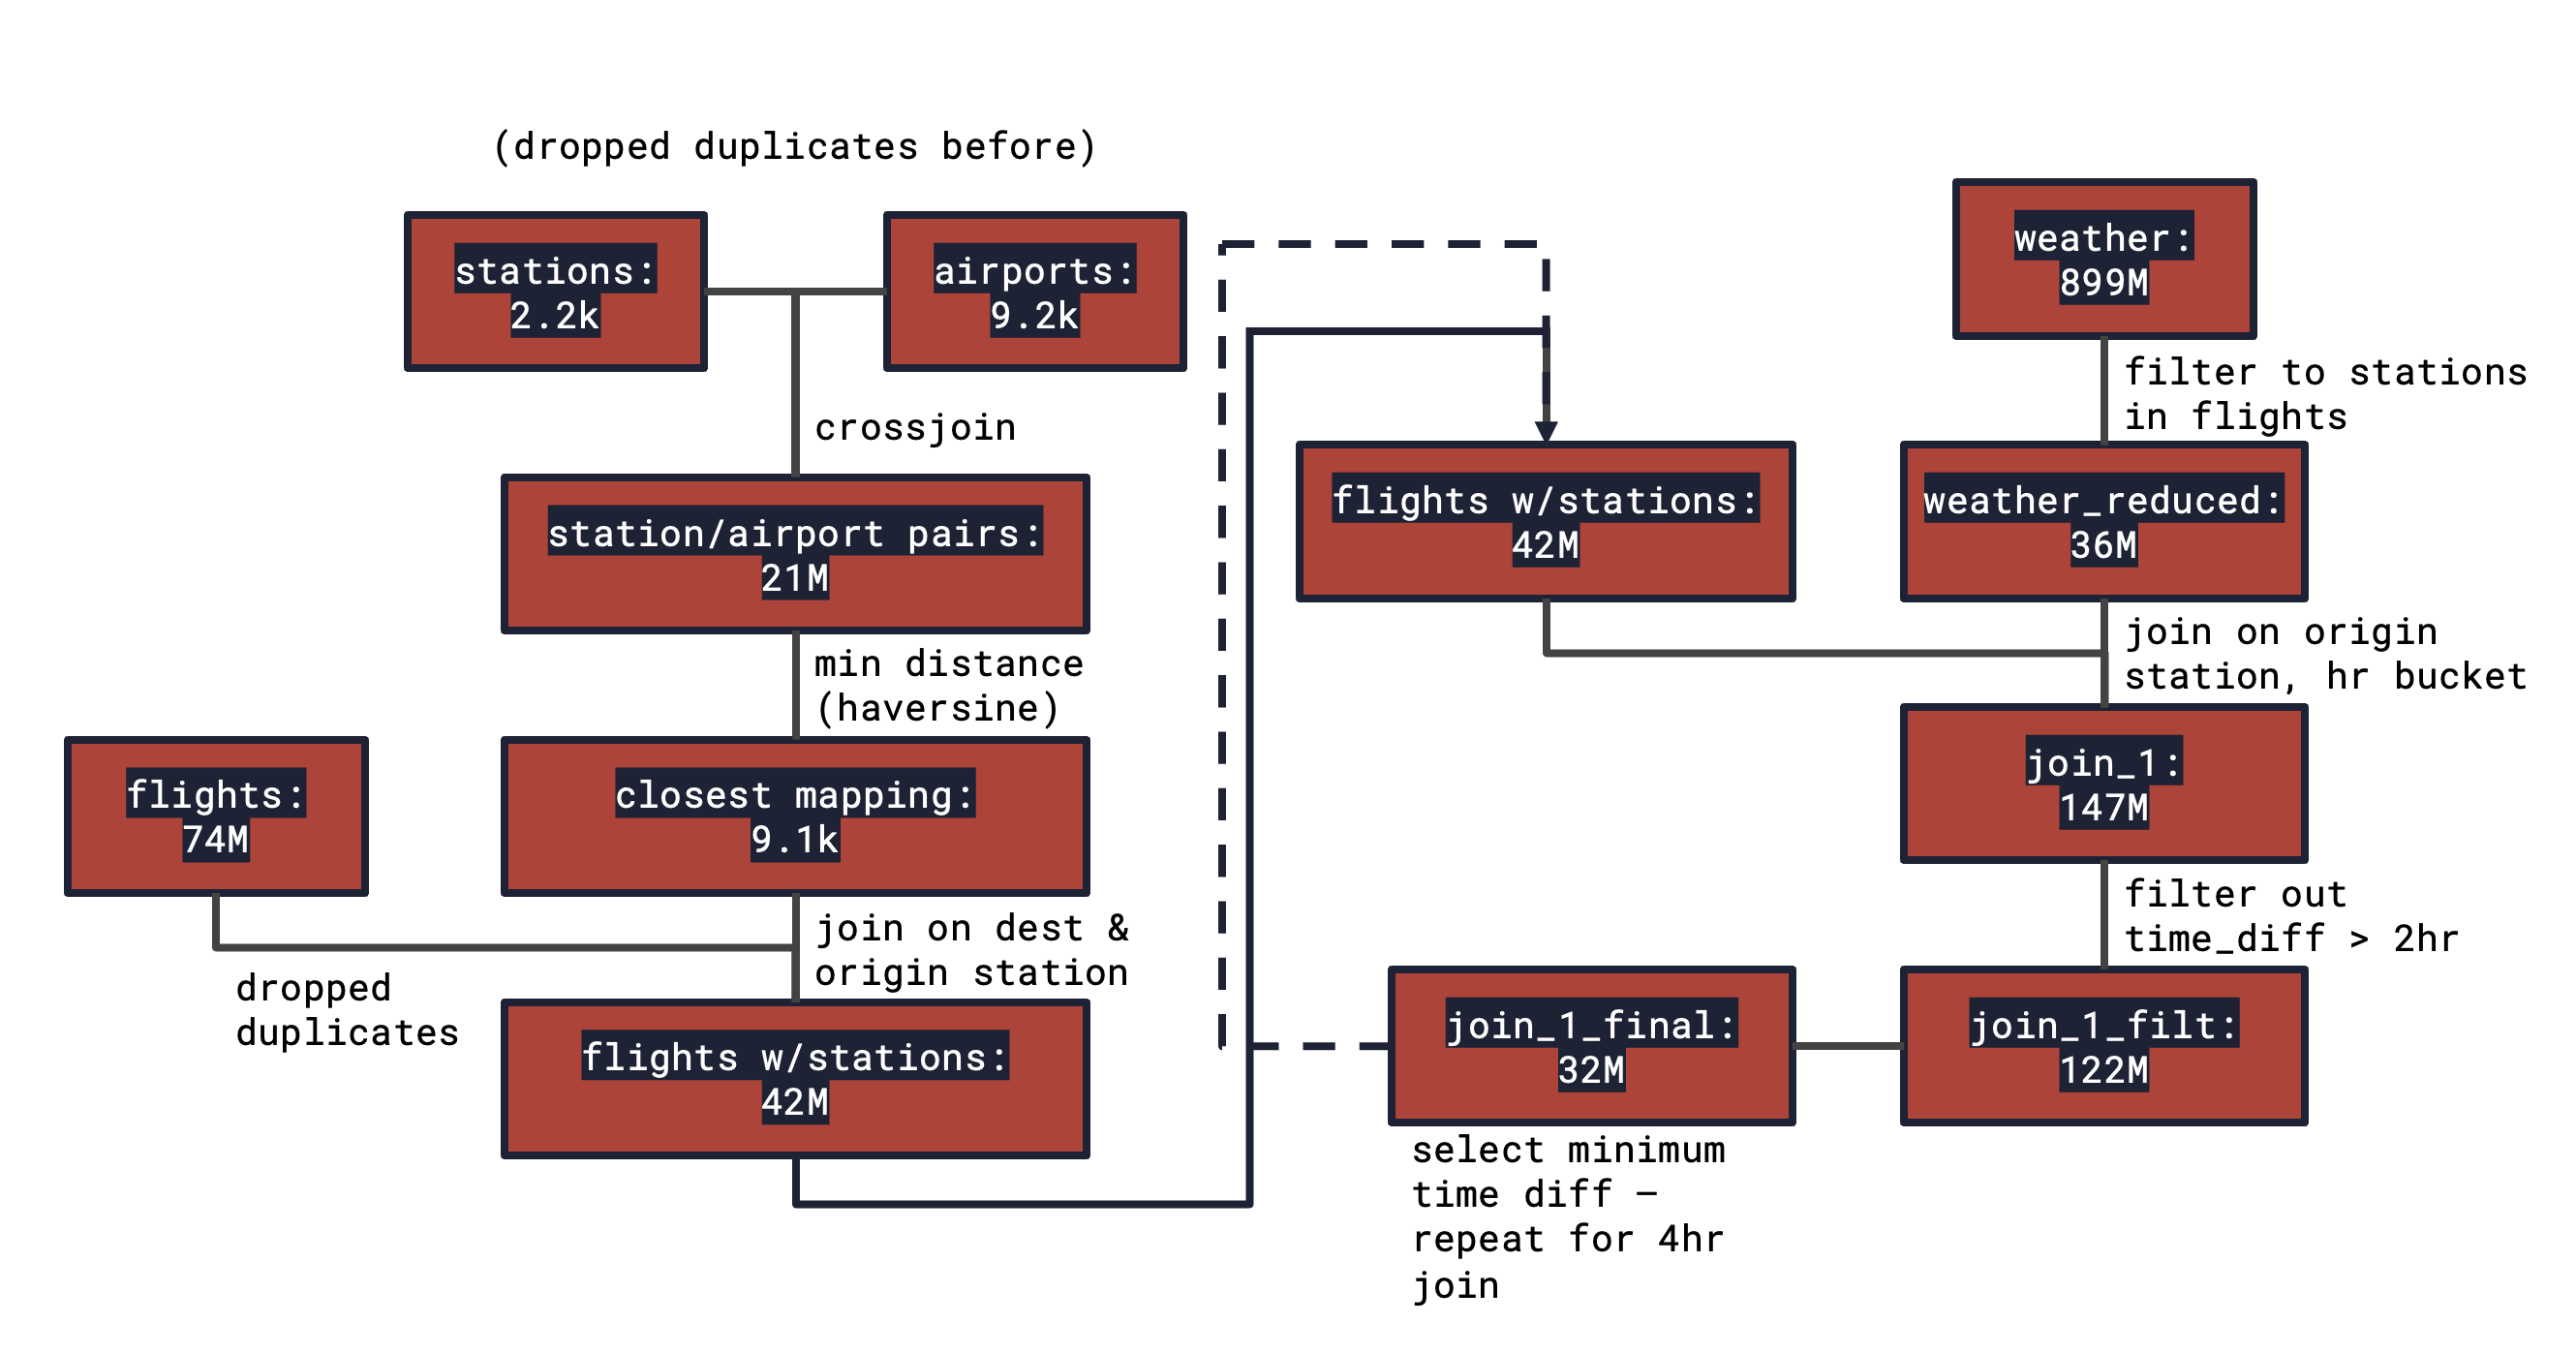 (dropped duplicates before)
stations:
2.2k
airports:
9.2k
crossjoin
station/airport pairs:
21M
min distance
(haversine)
flights:
74M
closest mapping:
9.1k
dropped
duplicates
join on dest &
origin station
flights w/stations:
42M
weather:
899M
filter to stations
in flights
flights w/stations:
42M
weather_reduced:
36M
join on origin
station, hr bucket
join_1:
147M
filter out
time_diff > 2hr
join_1_filt:
122M
join_1_final:
32M
select minimum
time diff –
repeat for 4hr
join